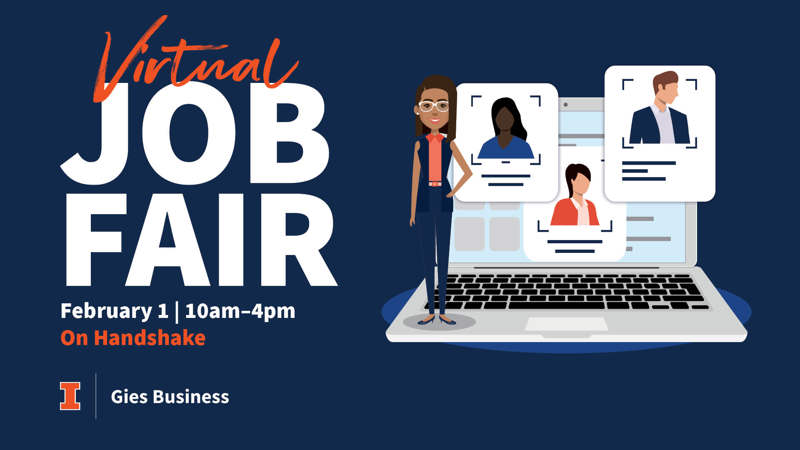 Virtual
JOB
FAIR
February 1 | 10am–4pm
On Handshake
I
Gies Business